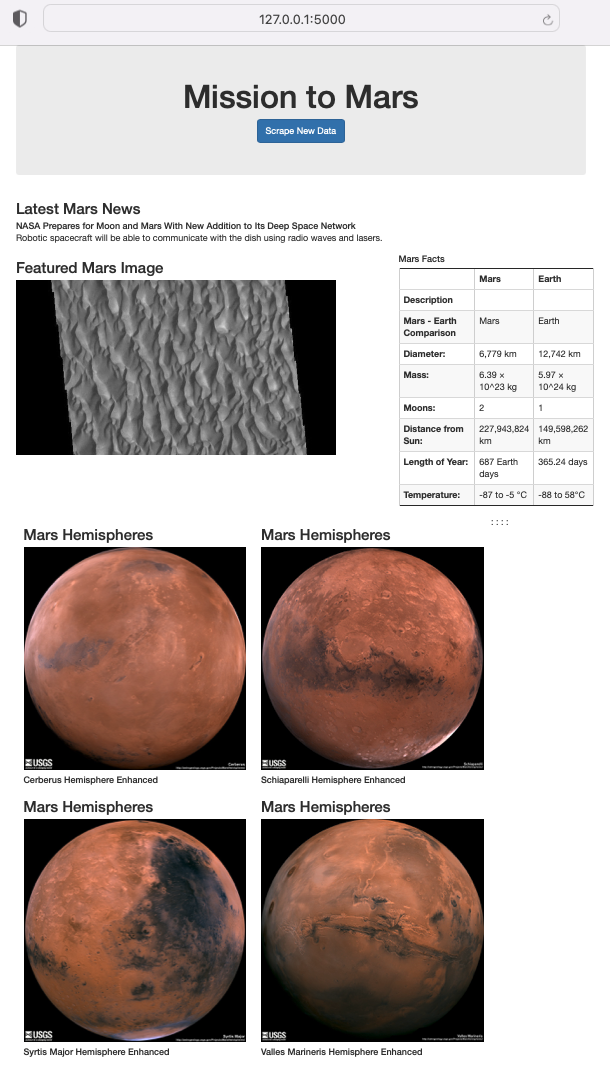 127.0.0.1:5000
Mission to Mars
Scrape New Data
Latest Mars News
NASA Prepares for Moon and Mars With New Addition to Its Deep Space Network
Robotic spacecraft will be able to communicate with the dish using radio waves and lasers.
Featured Mars Image
Mars Facts
Mars Earth
Description
Mars - Earth Comparison Mars Earth
Diameter: 6,779 km 12,742 km
Mass: 6.39 × 10^23 kg 5.97 × 10^24 kg
Moons: 2 1
Distance from Sun: 227,943,824 km 149,598,262 km
Length of Year: 687 Earth days 365.24 days
Temperature: -87 to -5 °C -88 to 58°C
: : : :
Mars Hemispheres Mars Hemispheres
USGS Cerberus USGS Schiaparelli
Cerberus Hemisphere Enhanced Schiaparelli Hemisphere Enhanced
Mars Hemispheres Mars Hemispheres
USGS Syrtis Major USGS Valles Marineris
Syrtis Major Hemisphere Enhanced Valles Marineris Hemisphere Enhanced